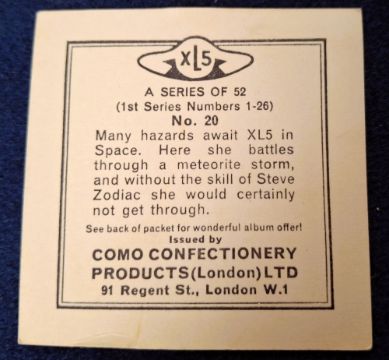 XL5
A SERIES OF 52
(1st Series Numbers 1-26)
No. 20
Many hazards await XL5 in
Space. Here she battles
through a meteorite storm,
and without the skill of Steve
Zodiac she would certainly
not get through.
See back of packet for wonderful album offer!
Issued by
COMO CONFECTIONERY
PRODUCTS(London)LTD
91 Regent St., London W.1